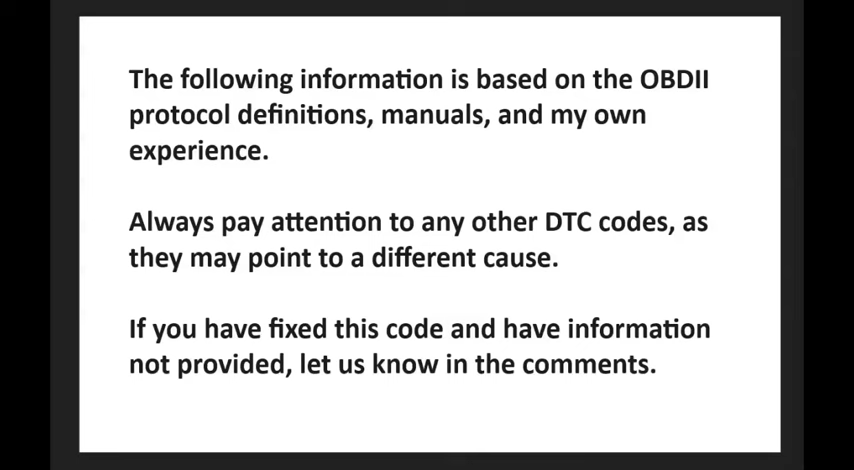 The following information is based on the OBDII
protocol definitions, manuals, and my own
experience.
Always pay attention to any other DTC codes, as
they may point to a different cause.
If you have fixed this code and have information
not provided, let us know in the comments.